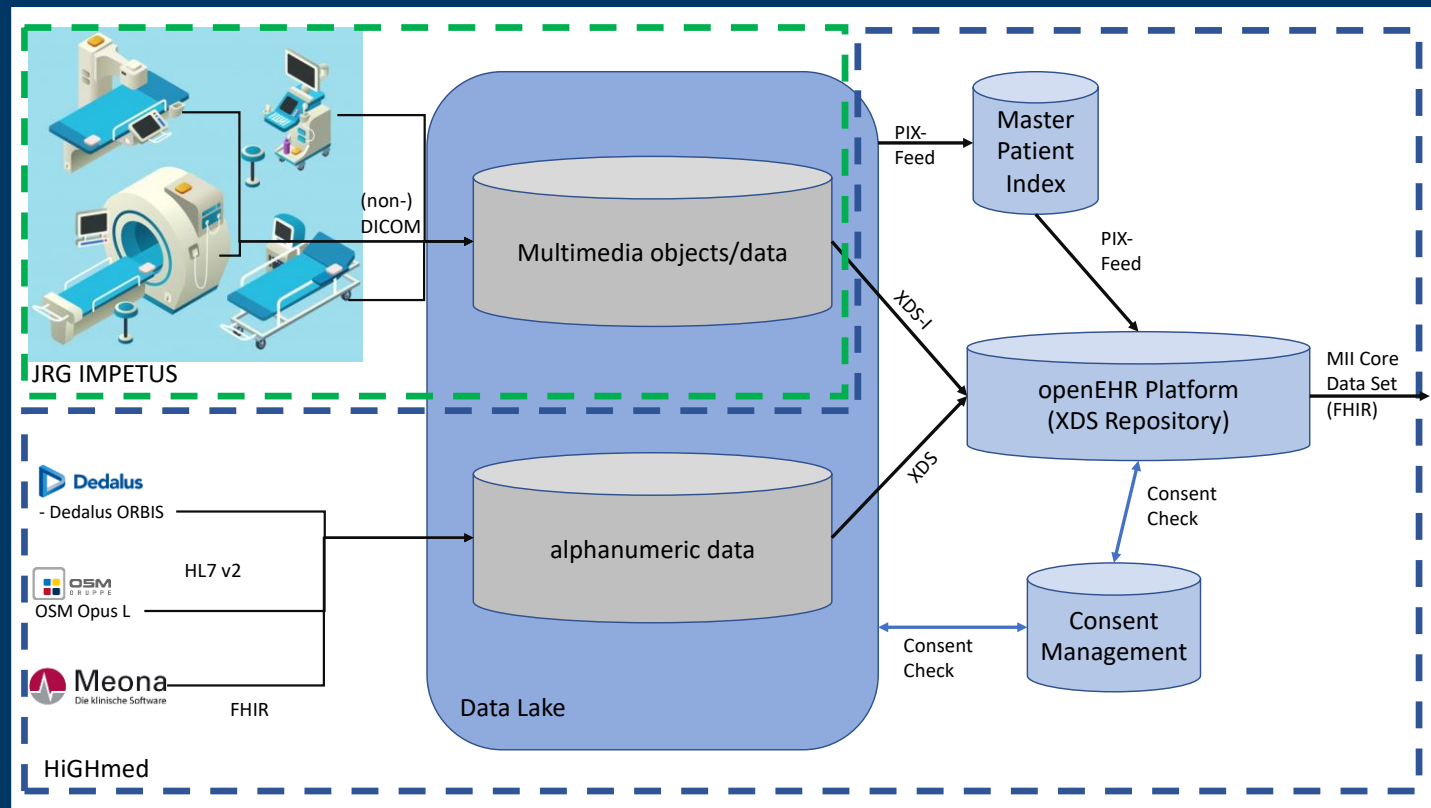 (non-)
DICOM
Multimedia objects/data
JRG IMPETUS
PIX-
Feed
Master
Patient
Index
PIX-
Feed
XDS-I
openEHR Platform
(XDS Repository)
MII Core
Data Set
(FHIR)
Dedalus
- Dedalus ORBIS
HL7 v2
OSM
GRUPPE
OSM Opus L
Meona
Die klinische Software
FHIR
alphanumeric data
XDS
Data Lake
Consent
Check
Consent
Check
Consent
Management
HiGHmed